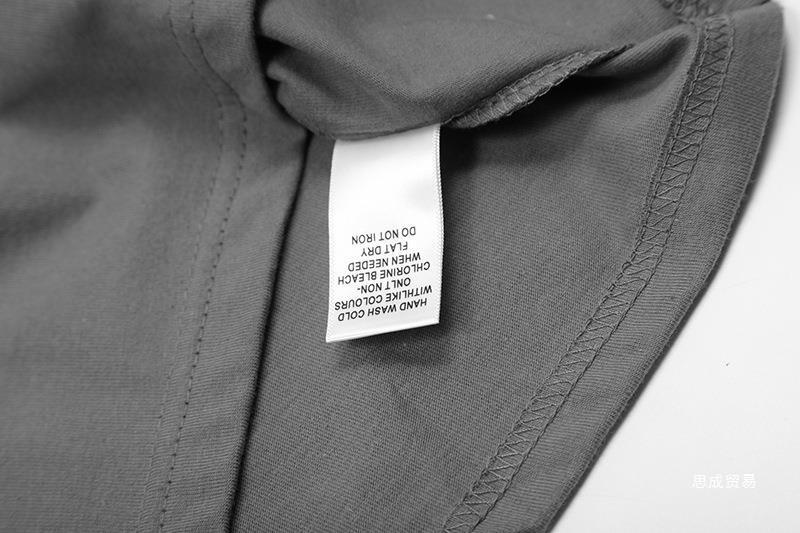 HAND WASH COLD
WITHLIKE COLOURS
ONLT NON-
CHLORINE BLEACH
WHEN NEEDED
FLAT DRY
DO NOT IRON
思成贸易